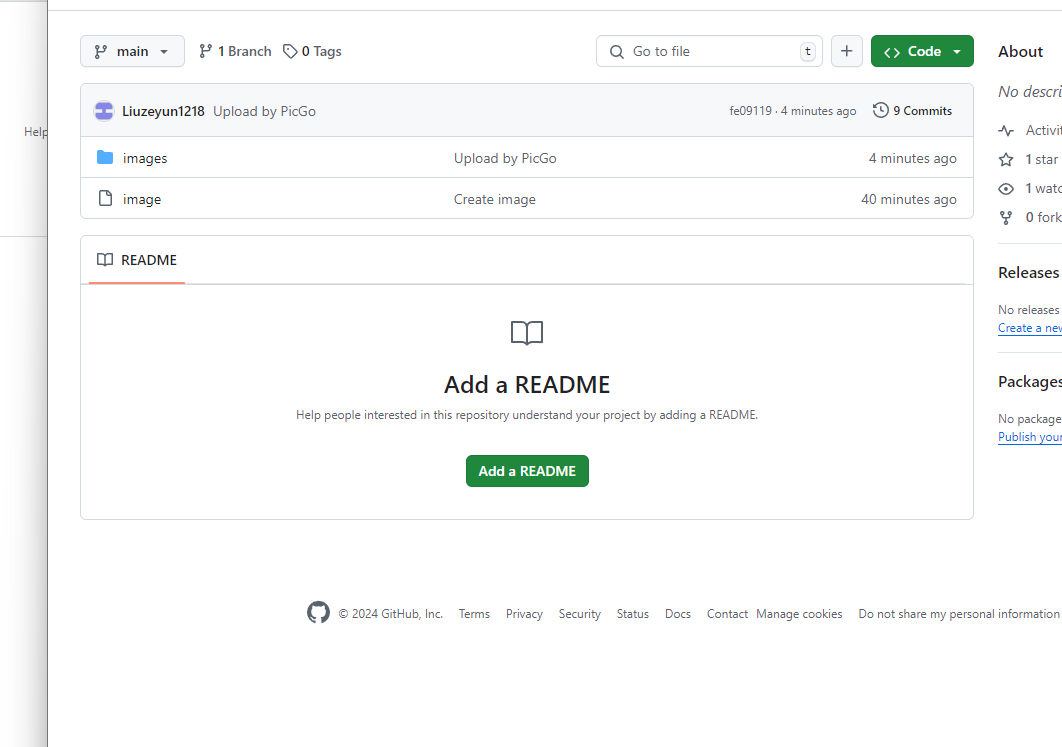 Help
main
1 Branch
0 Tags
Go to file
t
Code
Liuzeyun1218 Upload by PicGo
fe09119 · 4 minutes ago
9 Commits
images
Upload by PicGo
4 minutes ago
image
Create image
40 minutes ago
README
Add a README
Help people interested in this repository understand your project by adding a README.
Add a README
About
No descri
Activit
1 star
1 watc
0 fork
Releases
No releases
Create a new
Packages
No package
Publish your
© 2024 GitHub, Inc. Terms Privacy Security Status Docs Contact Manage cookies Do not share my personal information